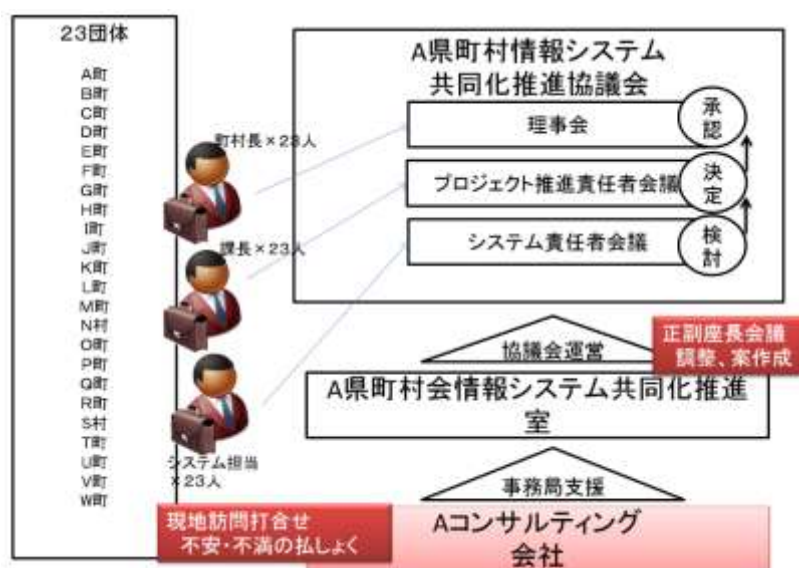 23団体
A町
B町
C町
D町
E町
F町
G町
H町
I町
J町
K町
L町
M町
N村
O町
P町
Q町
R町
S村
T町
U町
V町
W町
町村長×23人
課長×23人
システム担当
×23人
現地訪問打合せ
不安・不満の払しょく
A県町村情報システム
共同化推進協議会
理事会
承認
プロジェクト推進責任者会議
決定
システム責任者会議
検討
協議会運営
正副座長会議
調整、案作成
A県町村会情報システム共同化推進
室
事務局支援
Aコンサルティング
会社